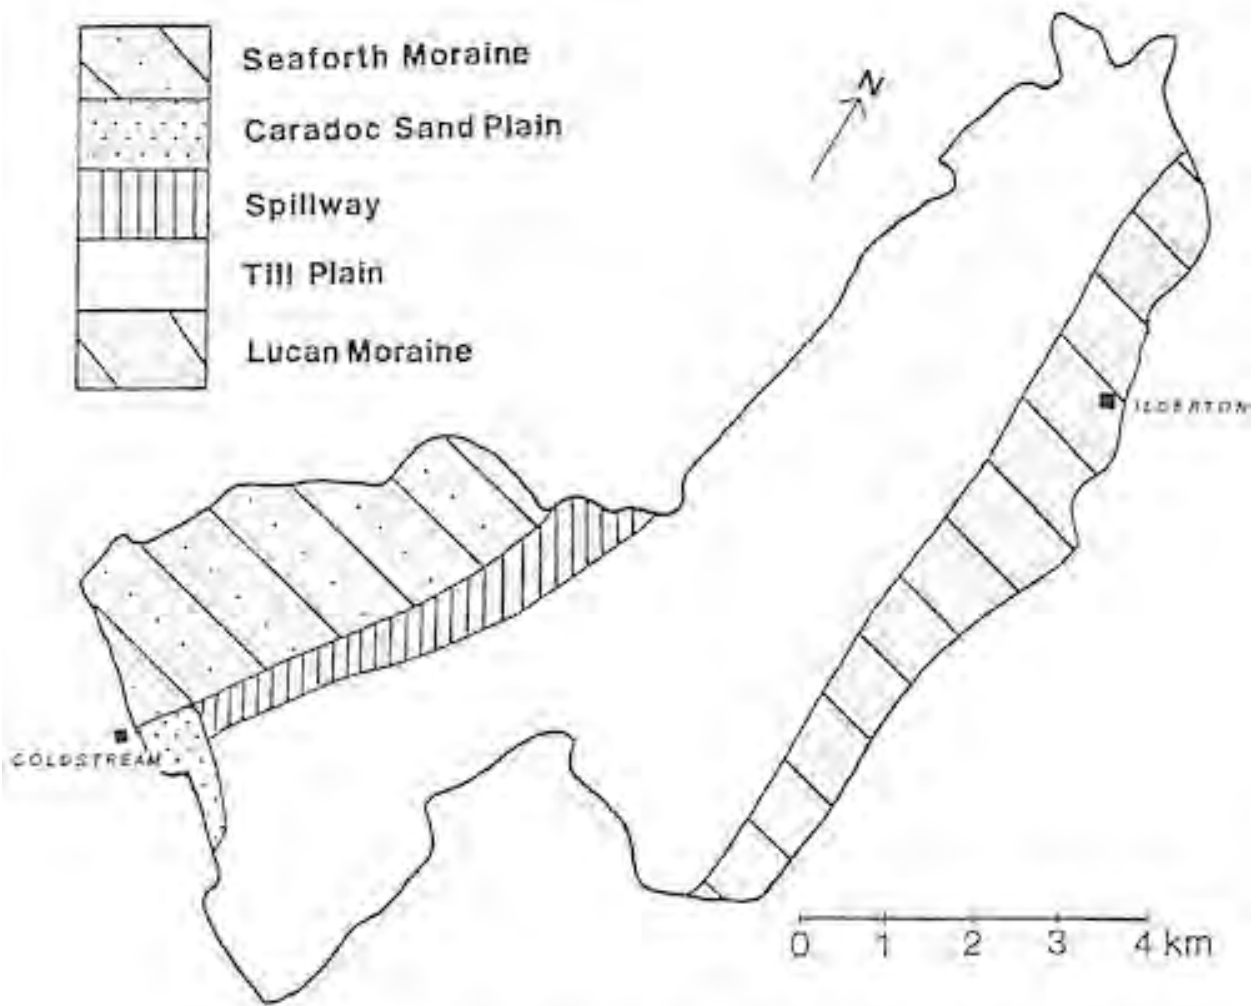 Seaforth Moraine
Caradoc Sand Plain
Spillway
Till Plain
Lucan Moraine
N
ILDERTON
COLDSTREAM
0 1 2 3 4 km